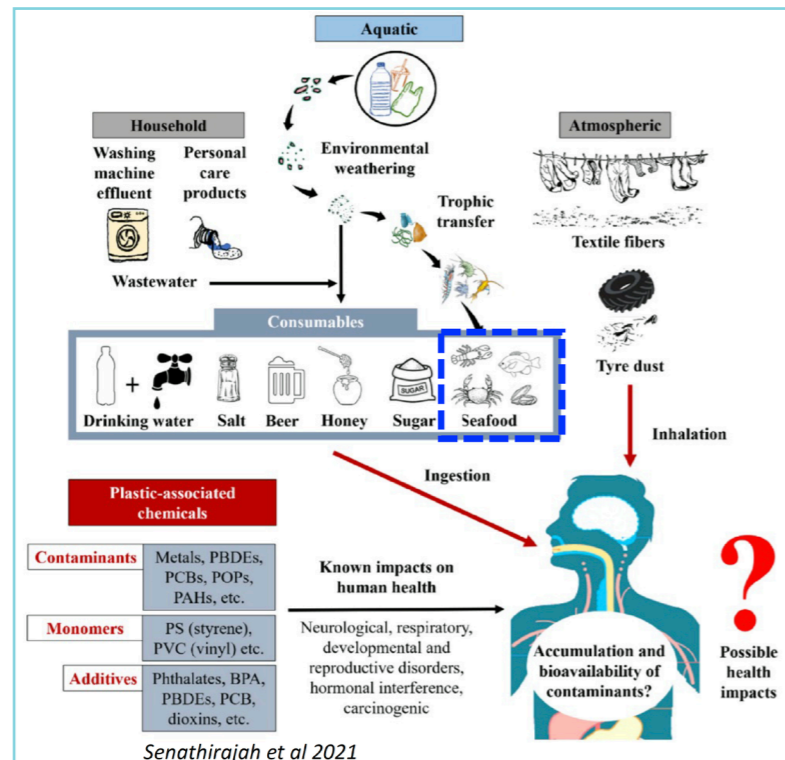 Aquatic
Household
Washing
machine
effluent
Personal
care
products
Wastewater
Environmental
weathering
Trophic
transfer
Atmospheric
Textile fibers
Tyre dust
Consumables
Drinking water
Salt
Beer
Honey
SUGAR
Sugar
Seafood
Inhalation
Ingestion
Plastic-associated
chemicals
Contaminants
Metals, PBDEs,
PCBs, POPs,
PAHs, etc.
Monomers
PS (styrene),
PVC (vinyl) etc.
Additives
Phthalates, BPA,
PBDEs, PCB,
dioxins, etc.
Known impacts on
human health
Neurological, respiratory,
developmental and
reproductive disorders,
hormonal interference,
carcinogenic
Accumulation and
bioavailability of
contaminants?
?
Possible
health
impacts
Senathirajah et al 2021